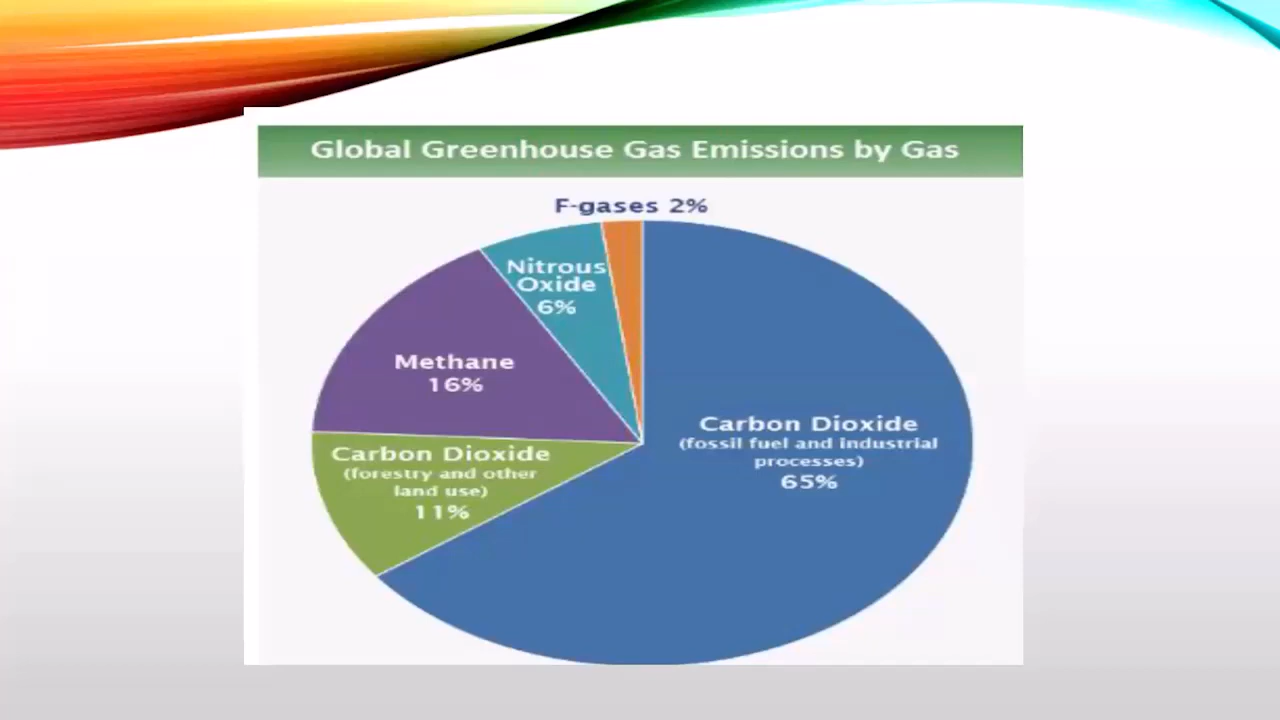 Global Greenhouse Gas Emissions by Gas
F-gases 2%
Nitrous
Oxide
6%
Methane
16%
Carbon Dioxide
(forestry and other
land use)
11%
Carbon Dioxide
(fossil fuel and industrial
processes)
65%